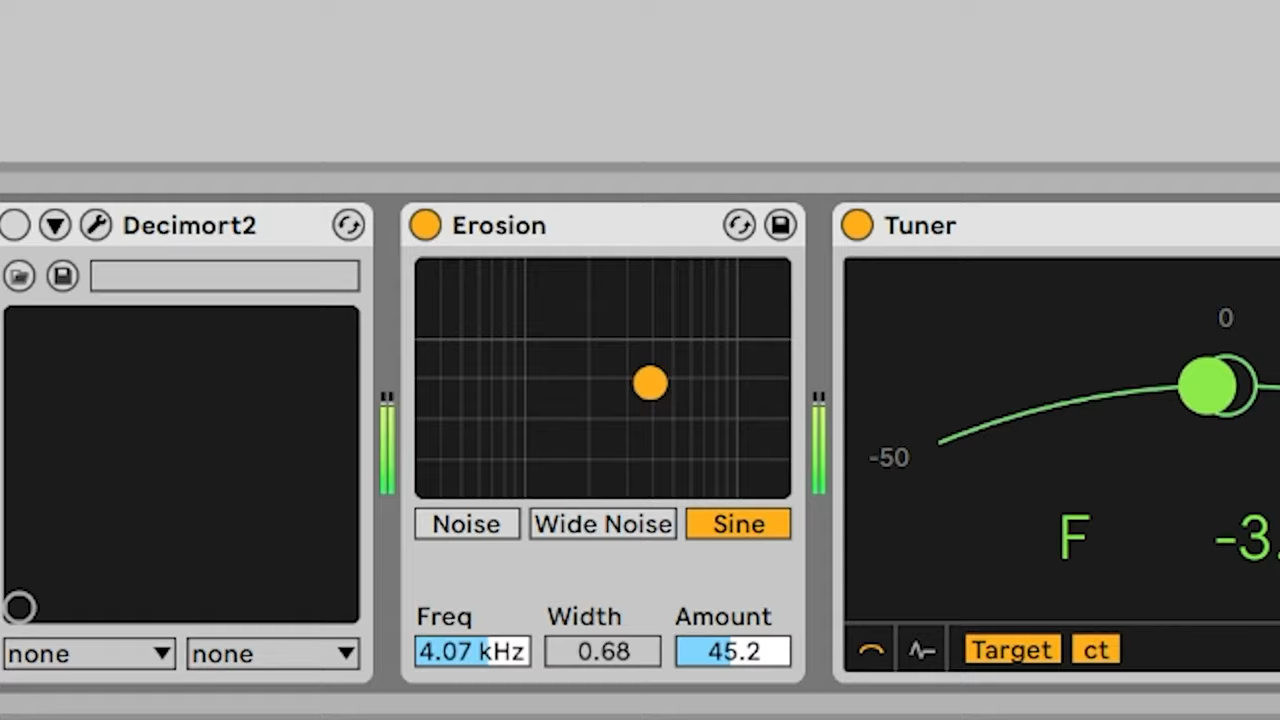 Decimort2
none
none
Erosion
Noise
Wide Noise
Sine
Freq
Width
Amount
4.07 kHz
0.68
45.2
Tuner
0
-50
F
-3.
Target
ct